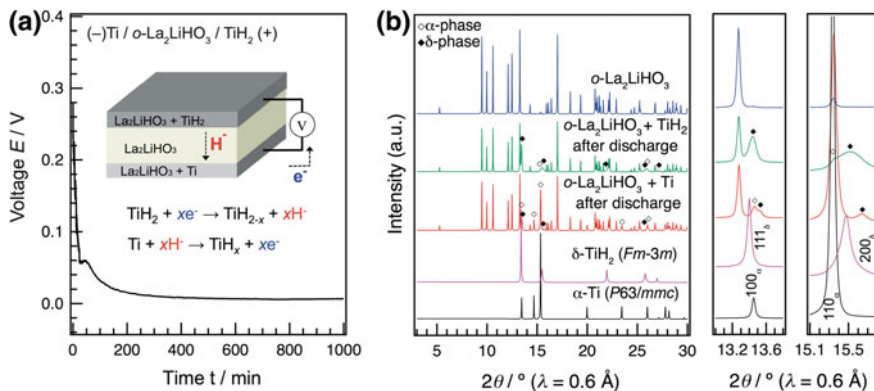 (a)
(−)Ti / o-La₂LiHO₃ / TiH₂ (+)
Voltage E / V
0.4
0.3
0.2
0.1
0.0
La₂LiHO₃ + TiH₂
La₂LiHO₃
H⁻
La₂LiHO₃ + Ti
V
e⁻
TiH₂ + xe⁻ → TiH₂₋ₓ + xH⁻
Ti + xH⁻ → TiHₓ + xe⁻
0 200 400 600 800 1000
Time t / min
(b)
◇α-phase
◆δ-phase
Intensity (a.u.)
o-La₂LiHO₃
o-La₂LiHO₃ + TiH₂
after discharge
o-La₂LiHO₃ + Ti
after discharge
δ-TiH₂ (Fm-3m)
α-Ti (P63/mmc)
5 10 15 20 25 30
2θ / ° (λ = 0.6 Å)
100α
111δ
13.2 13.6
110α
200δ
15.1 15.5
2θ / ° (λ = 0.6 Å)